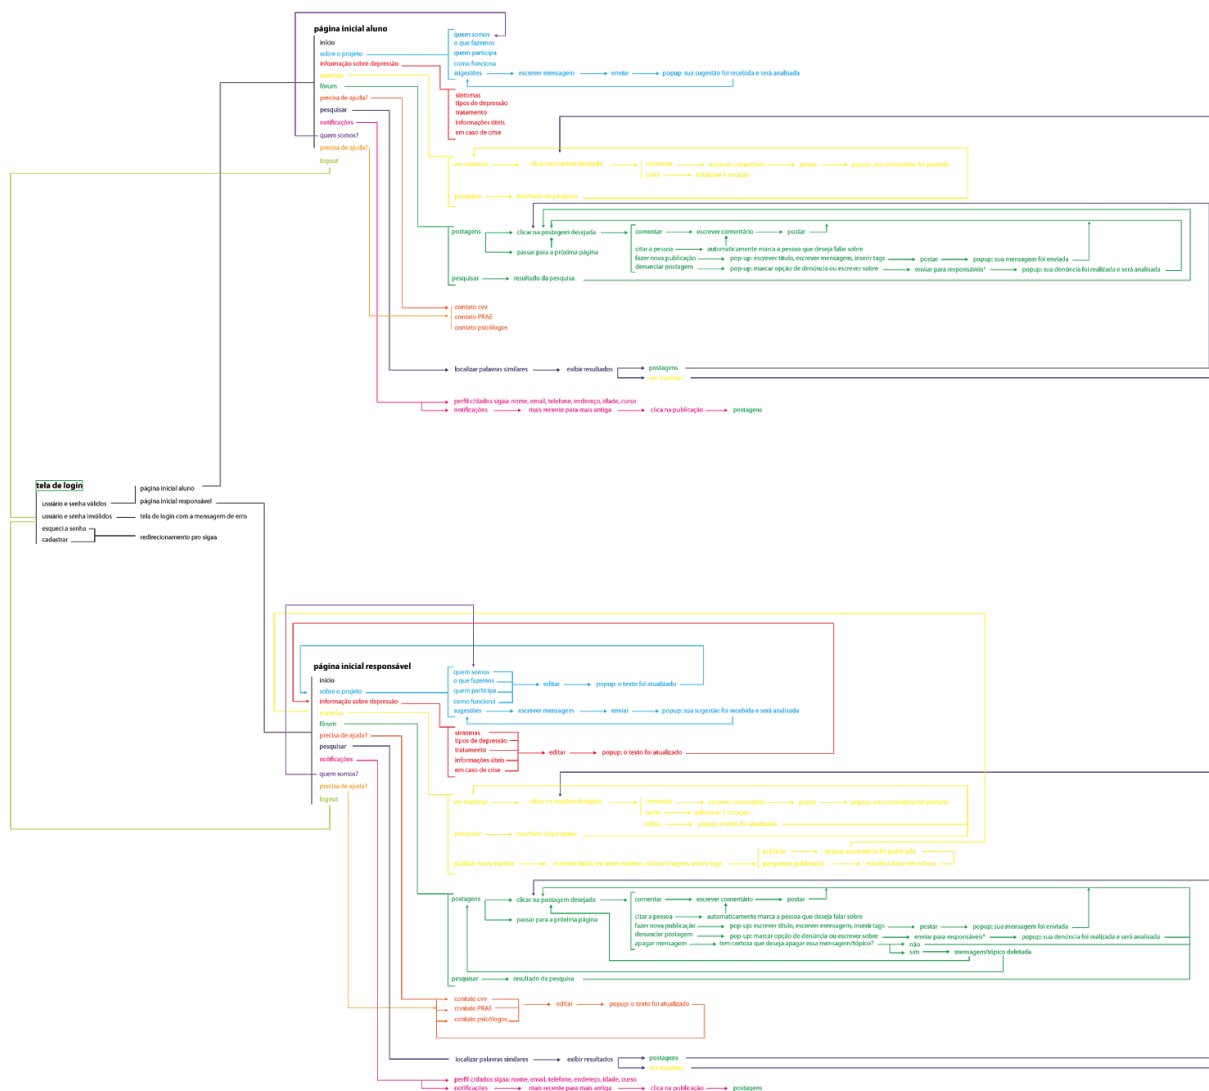 página inicial aluno
início
sobre o projeto
informação sobre depressão
matérias
fórum
precisa de ajuda?
pesquisar
notificações
quem somos?
precisa de ajuda?
logout
quem somos
o que fazemos
quem participa
como funciona
sugestões escrever mensagem enviar popup: sua sugestão foi recebida e será analisada
sintomas
tipos de depressão
tratamento
informações úteis
em caso de crise
ver matérias clicar na matéria desejada comentar escrever comentário postar popup: seu comentário foi postado
curtir adiciona 1 coração
pesquisar resultado da pesquisa
postagens clicar na postagem desejada comentar escrever comentário postar
citar a pessoa automaticamente marca a pessoa que deseja falar sobre
passar para a próxima página
fazer nova publicação pop-up: escrever título, escrever mensagem, inserir tags postar popup: sua mensagem foi enviada
denunciar postagem pop-up: marcar opção de denúncia ou escrever sobre enviar para responsáveis* popup: sua denúncia foi realizada e será analisada
pesquisar resultado da pesquisa
contato cvv
contato PRAE
contato psicólogos
localizar palavras similares exibir resultados postagens
ver matérias
perfil c/dados sigaa: nome, email, telefone, endereço, idade, curso
notificações mais recente para mais antiga clica na publicação postagens
tela de login
usuário e senha válidos
usuário e senha inválidos
esqueci a senha
cadastrar
página inicial aluno
página inicial responsável
tela de login com a mensagem de erro
redirecionamento pro sigaa
página inicial responsável
início
sobre o projeto
informação sobre depressão
matérias
fórum
precisa de ajuda?
pesquisar
notificações
quem somos?
precisa de ajuda?
logout
quem somos
o que fazemos editar popup: o texto foi atualizado
quem participa
como funciona
sugestões escrever mensagem enviar popup: sua sugestão foi recebida e será analisada
sintomas
tipos de depressão
tratamento editar popup: o texto foi atualizado
informações úteis
em caso de crise
ver matérias clicar na matéria desejada comentar escrever comentário postar popup: seu comentário foi postado
curtir adicionar 1 coração
editar popup: o texto foi atualizado
pesquisar resultado da pesquisa
publicar popup: sua matéria foi publicada
publicar nova matéria escrever título, escrever matéria, colocar imagem, inserir tags programar publicação escolher data mês e hora
postagens clicar na postagem desejada comentar escrever comentário postar
passar para a próxima página
citar a pessoa automaticamente marca a pessoa que deseja falar sobre
fazer nova publicação pop-up: escrever título, escrever mensagem, inserir tags postar popup: sua mensagem foi enviada
denunciar postagem pop-up: marcar opção de denúncia ou escrever sobre enviar para responsáveis* popup: sua denúncia foi realizada e será analisada
apagar mensagem tem certeza que deseja apagar essa mensagem/tópico? não
sim mensagem/tópico deletada
pesquisar resultado da pesquisa
contato cvv
contato PRAE editar popup: o texto foi atualizado
contato psicólogos
localizar palavras similares exibir resultados postagens
ver matérias
perfil c/dados sigaa: nome, email, telefone, endereço, idade, curso
notificações mais recente para mais antiga clica na publicação postagens